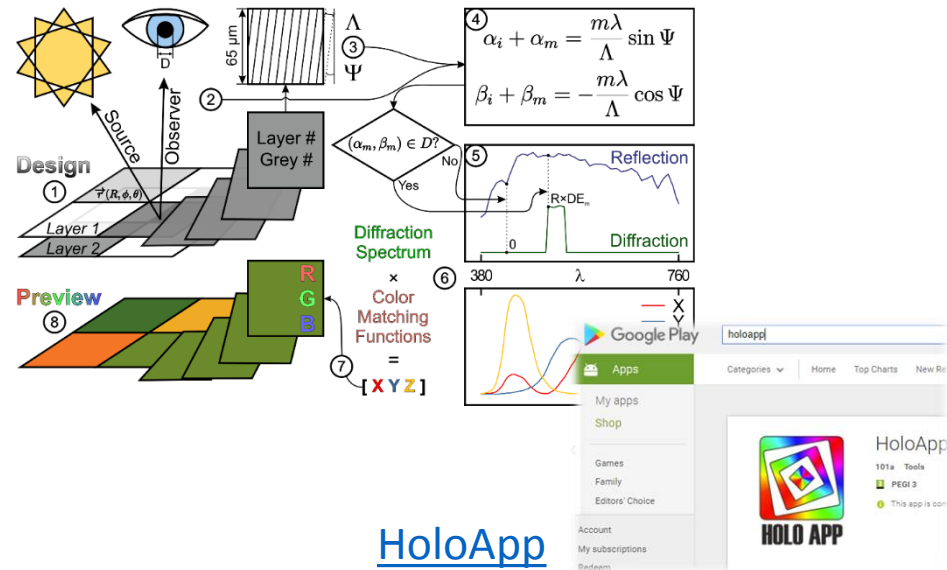 D
65 µm
Λ
Ψ
③
②
④
α_i + α_m = mλ/Λ sin Ψ
β_i + β_m = −mλ/Λ cos Ψ
Source
Observer
Layer #
Grey #
(α_m, β_m) ∈ D?
No
Yes
⑤
Reflection
R×DE_m
0
Diffraction
Design
①
r⃗(R,ϕ,θ)
Layer 1
Layer 2
Diffraction
Spectrum
×
Color
Matching
Functions
=
[ X Y Z ]
⑥
380
λ
760
X
Y
Preview
⑧
R
G
B
⑦
Google Play
holoapp
Apps
Categories
Home
Top Charts
My apps
Shop
Games
Family
Editors' Choice
Account
My subscriptions
Redeem
HoloApp
101a Tools
PEGI 3
HOLO APP
HoloApp